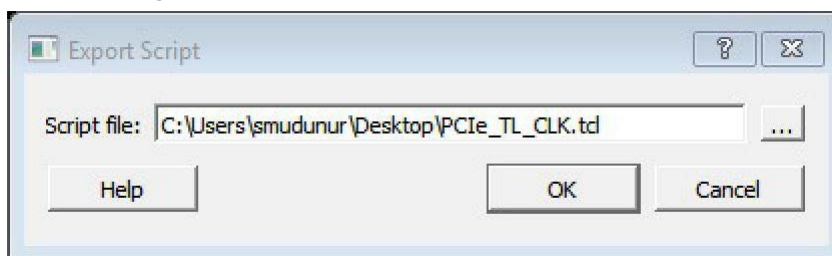 Export Script
Script file: C:\Users\smudunur\Desktop\PCIe_TL_CLK.tcl ...
Help OK Cancel